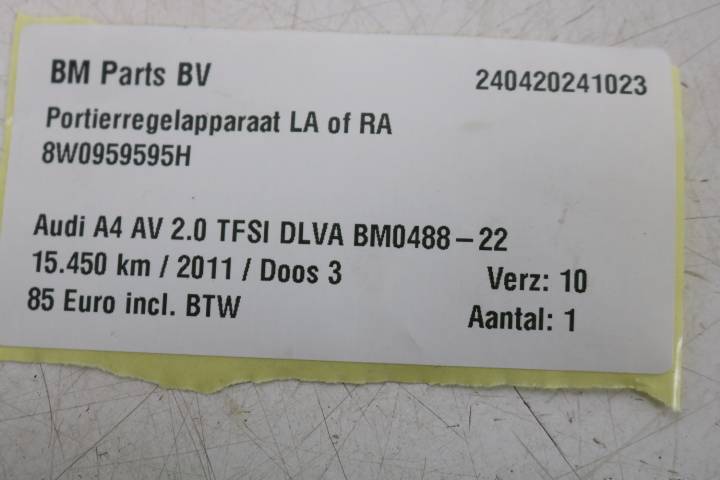 BM Parts BV 240420241023
Portierregelapparaat LA of RA
8W0959595H
Audi A4 AV 2.0 TFSI DLVA BM0488-22
15.450 km / 2011 / Doos 3 Verz: 10
85 Euro incl. BTW Aantal: 1